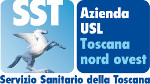 SST
Azienda
USL
Toscana
nord ovest
Servizio Sanitario della Toscana